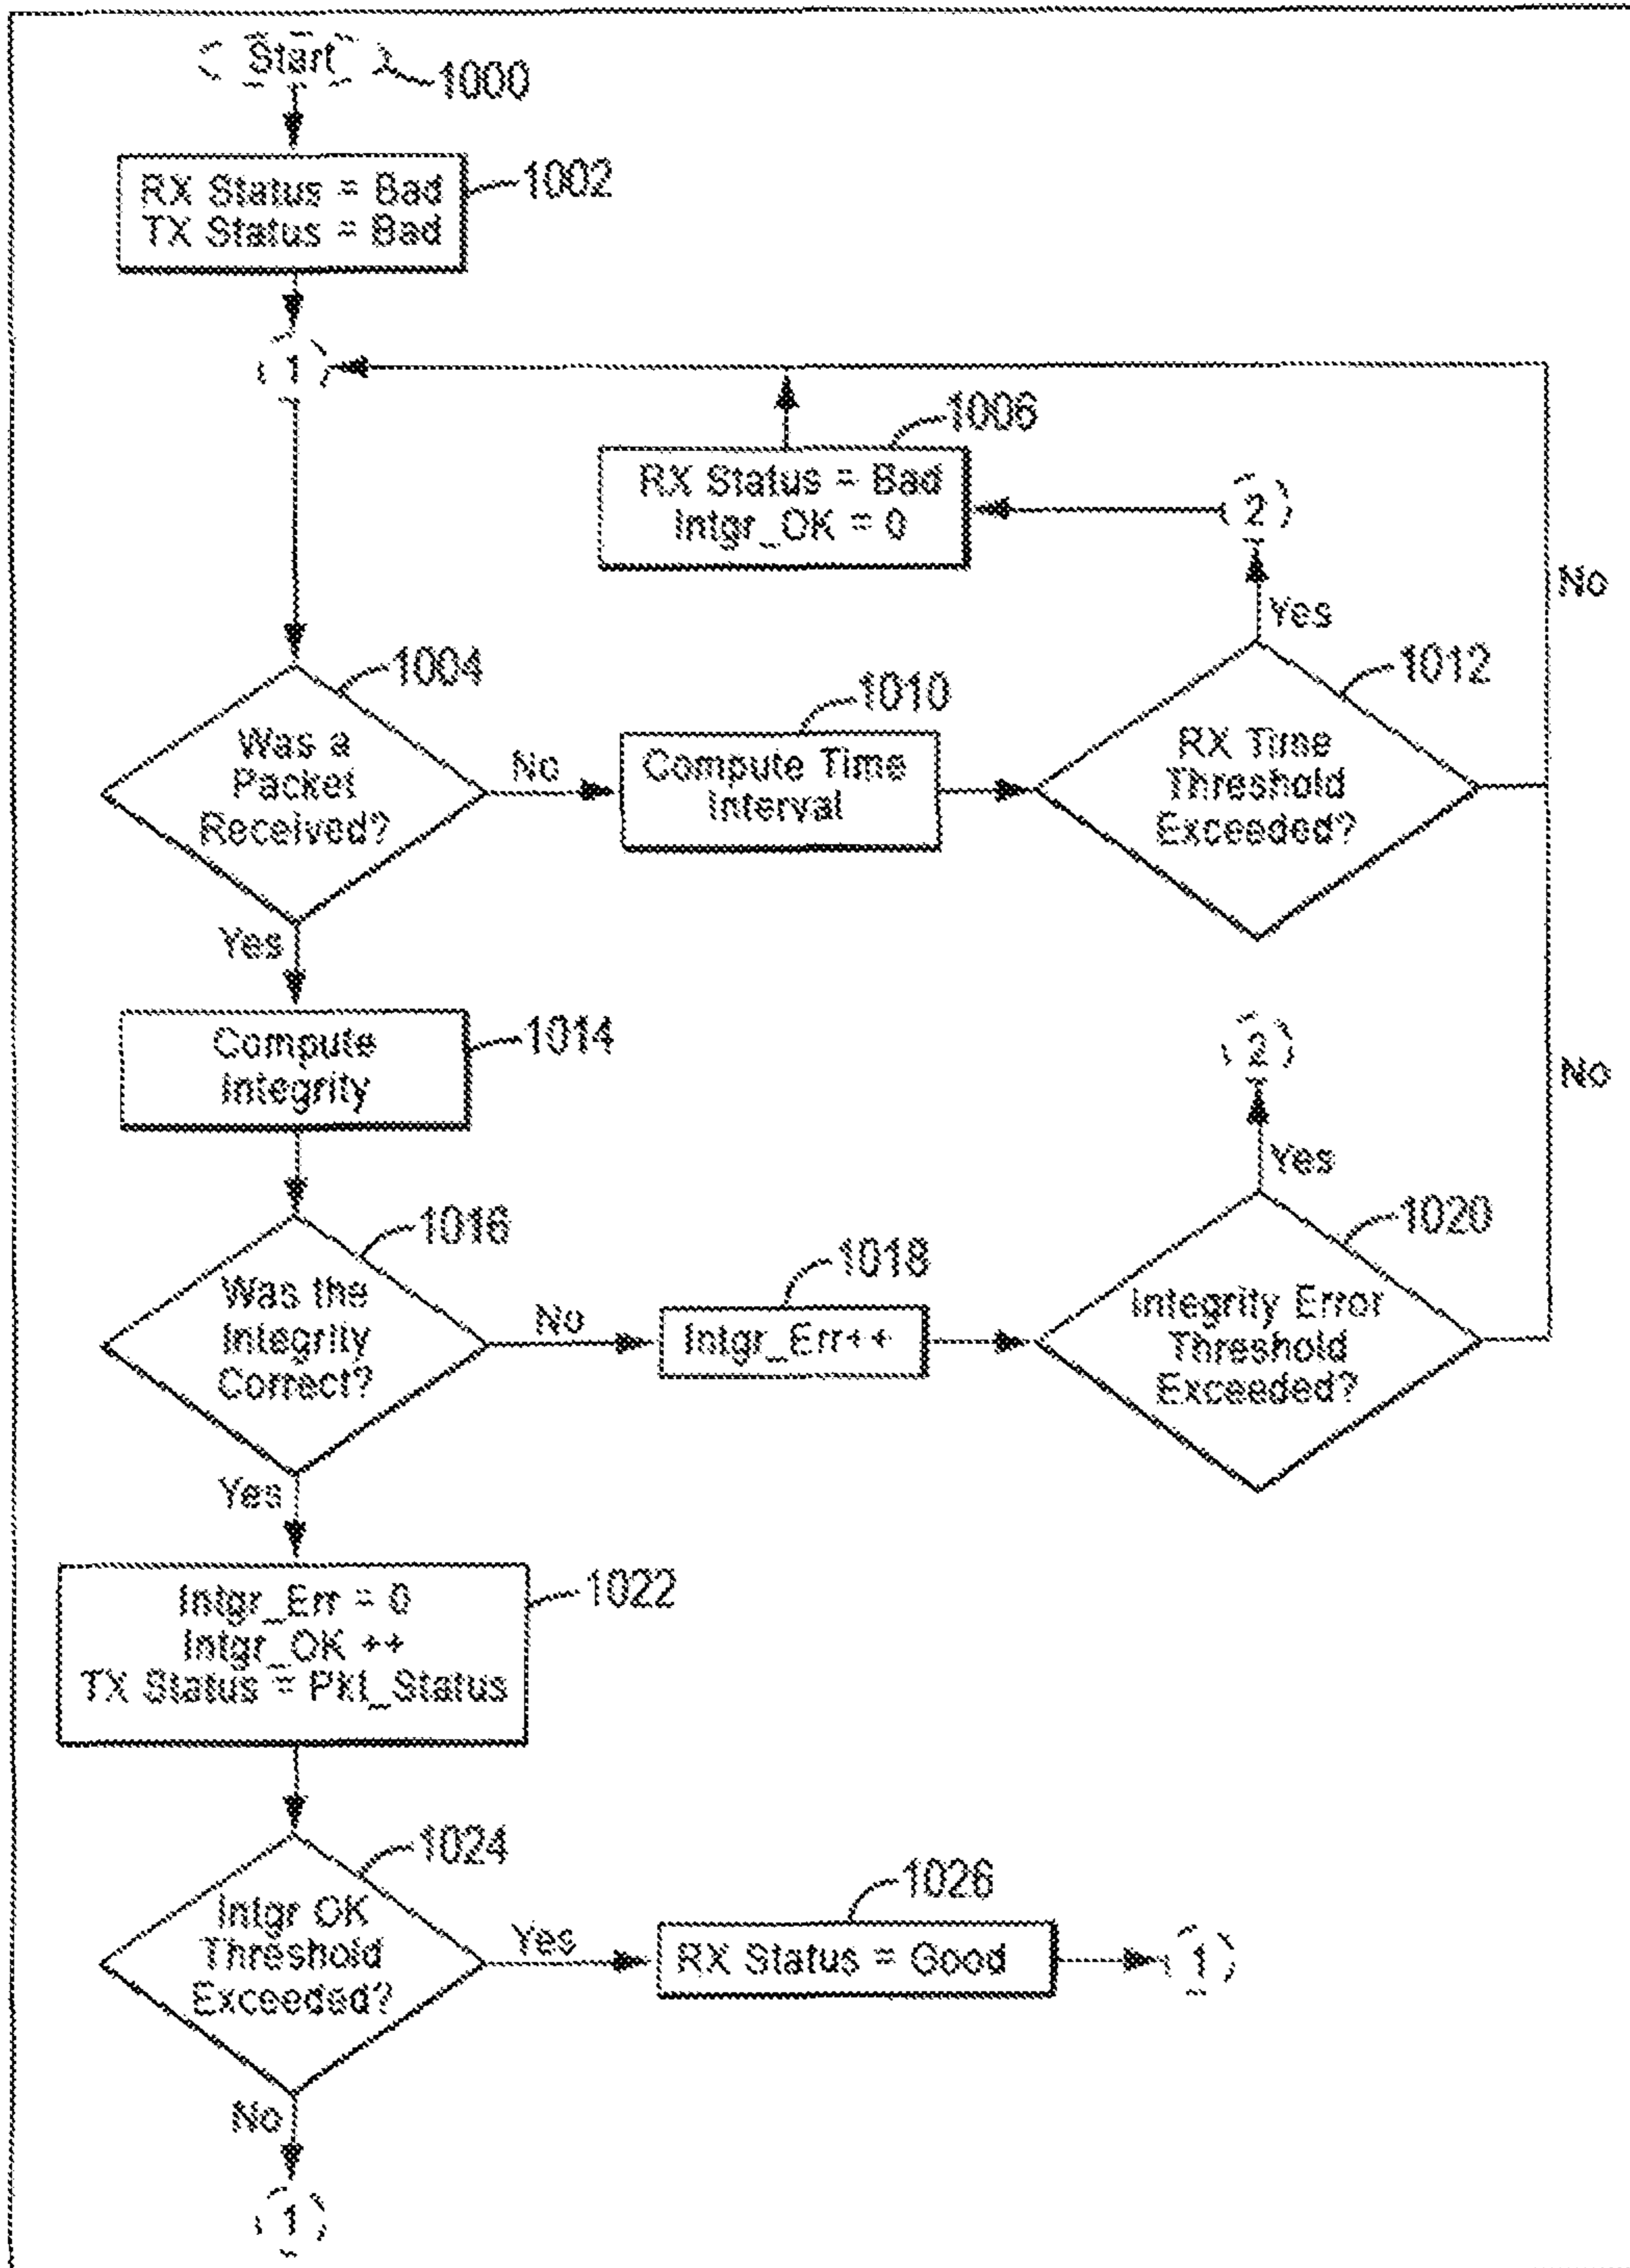 Start
1000
RX Status = Bad
TX Status = Bad
1002
1
1006
RX Status = Bad
Intgr_OK = 0
2
No
Yes
1004
Was a
Packet
Received?
No
1010
Compute Time
Interval
1012
RX Time
Threshold
Exceeded?
Yes
Compute
Integrity
1014
2
No
Yes
1016
Was the
Integrity
Correct?
No
1018
Intgr_Err++
1020
Integrity Error
Threshold
Exceeded?
Yes
Intgr_Err = 0
Intgr_OK ++
TX Status = Pkt_Status
1022
1024
Intgr OK
Threshold
Exceeded?
Yes
1026
RX Status = Good
1
No
1